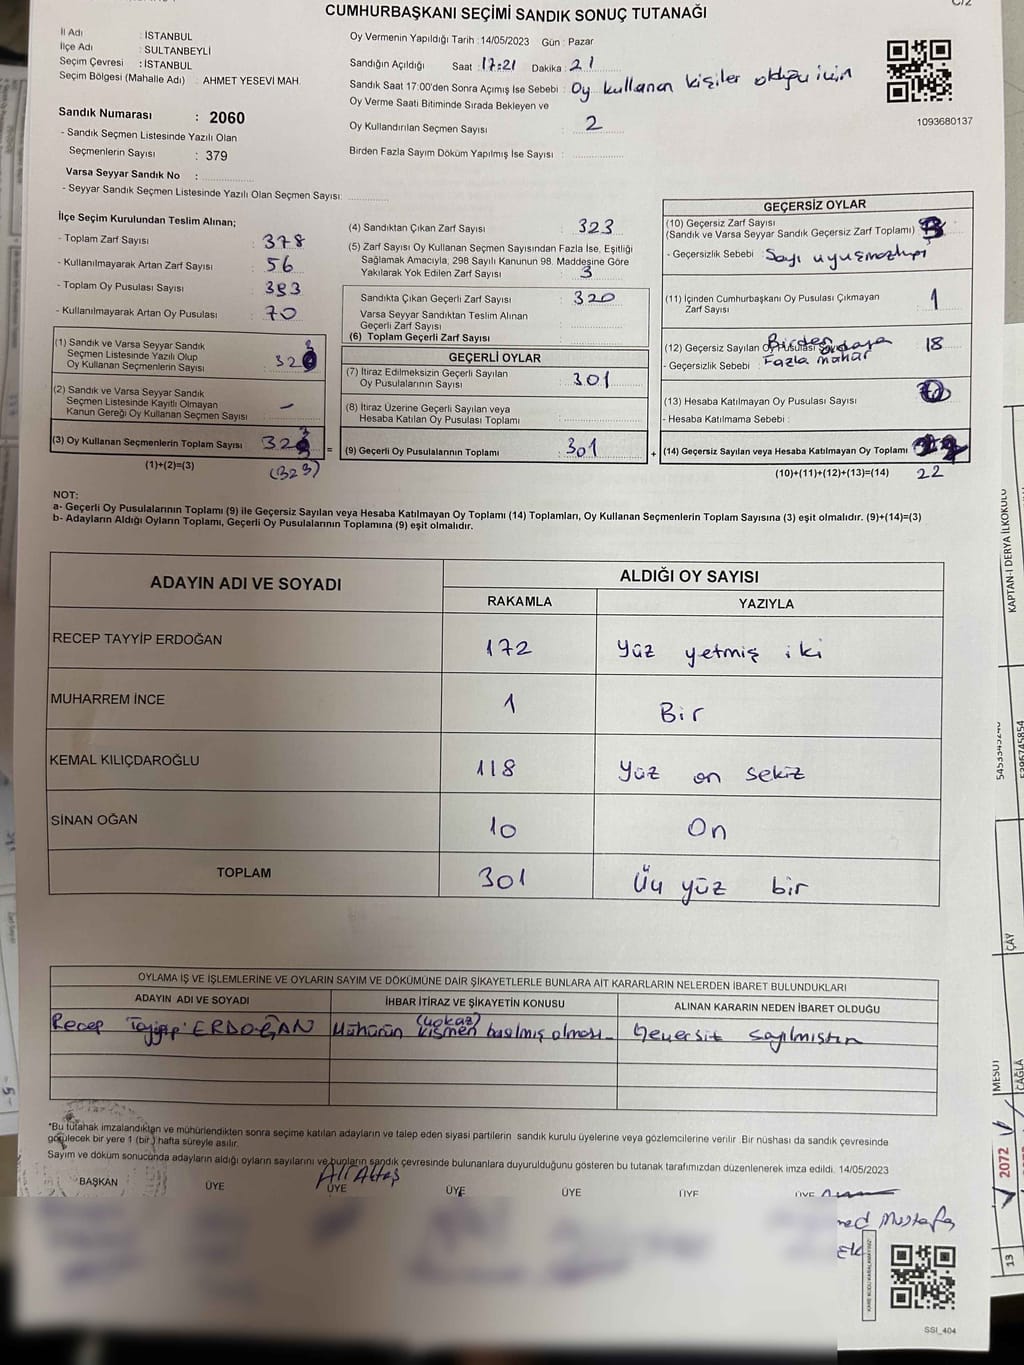 C/2
CUMHURBAŞKANI SEÇİMİ SANDIK SONUÇ TUTANAĞI
İl Adı : İSTANBUL
İlçe Adı : SULTANBEYLİ
Seçim Çevresi : İSTANBUL
Seçim Bölgesi (Mahalle Adı) : AHMET YESEVİ MAH.
Sandık Numarası : 2060
- Sandık Seçmen Listesinde Yazılı Olan
Seçmenlerin Sayısı : 379
Varsa Seyyar Sandık No :
- Seyyar Sandık Seçmen Listesinde Yazılı Olan Seçmen Sayısı:
Oy Vermenin Yapıldığı Tarih : 14/05/2023 Gün : Pazar
Sandığın Açıldığı Saat : 17:21 Dakika : 21
Sandık Saat 17:00'den Sonra Açımış İse Sebebi : Oy kullanan kişiler olduğu için
Oy Verme Saati Bitiminde Sırada Bekleyen ve
Oy Kullandırılan Seçmen Sayısı : 2
Birden Fazla Sayım Döküm Yapılmış İse Sayısı :
1093680137
İlçe Seçim Kurulundan Teslim Alınan;
- Toplam Zarf Sayısı : 378
- Kullanılmayarak Artan Zarf Sayısı : 56
- Toplam Oy Pusulası Sayısı : 393
- Kullanılmayarak Artan Oy Pusulası : 70
(1) Sandık ve Varsa Seyyar Sandık
Seçmen Listesinde Yazılı Olup
Oy Kullanan Seçmenlerin Sayısı : 323
(2) Sandık ve Varsa Seyyar Sandık
Seçmen Listesinde Kayıtlı Olmayan
Kanun Gereği Oy Kullanan Seçmen Sayısı : -
(3) Oy Kullanan Seçmenlerin Toplam Sayısı 323 =
(1)+(2)=(3) (323)
(4) Sandıktan Çıkan Zarf Sayısı : 323
(5) Zarf Sayısı Oy Kullanan Seçmen Sayısından Fazla İse, Eşitliği
Sağlamak Amacıyla, 298 Sayılı Kanunun 98. Maddesine Göre
Yakılarak Yok Edilen Zarf Sayısı : 3
Sandıkta Çıkan Geçerli Zarf Sayısı : 320
Varsa Seyyar Sandıktan Teslim Alınan
Geçerli Zarf Sayısı :
(6) Toplam Geçerli Zarf Sayısı :
GEÇERLİ OYLAR
(7) İtiraz Edilmeksizin Geçerli Sayılan
Oy Pusulalarının Sayısı : 301
(8) İtiraz Üzerine Geçerli Sayılan veya
Hesaba Katılan Oy Pusulası Toplamı :
(9) Geçerli Oy Pusulalarının Toplamı : 301 +
GEÇERSİZ OYLAR
(10) Geçersiz Zarf Sayısı
(Sandık ve Varsa Seyyar Sandık Geçersiz Zarf Toplamı) : 3
- Geçersizlik Sebebi : Sayı uyuşmazlığı
(11) İçinden Cumhurbaşkanı Oy Pusulası Çıkmayan
Zarf Sayısı : 1
(12) Geçersiz Sayılan Oy Pusulası Sayısı : 18
- Geçersizlik Sebebi : Birden Fazla mühür
(13) Hesaba Katılmayan Oy Pusulası Sayısı :
- Hesaba Katılmama Sebebi :
(14) Geçersiz Sayılan veya Hesaba Katılmayan Oy Toplamı :
(10)+(11)+(12)+(13)=(14) 22
NOT:
a- Geçerli Oy Pusulalarının Toplamı (9) ile Geçersiz Sayılan veya Hesaba Katılmayan Oy Toplamı (14) Toplamları, Oy Kullanan Seçmenlerin Toplam Sayısına (3) eşit olmalıdır. (9)+(14)=(3)
b- Adayların Aldığı Oyların Toplamı, Geçerli Oy Pusulalarının Toplamına (9) eşit olmalıdır.
ADAYIN ADI VE SOYADI ALDIĞI OY SAYISI
RAKAMLA YAZIYLA
RECEP TAYYİP ERDOĞAN 172 Yüz yetmiş iki
MUHARREM İNCE 1 Bir
KEMAL KILIÇDAROĞLU 118 Yüz on sekiz
SİNAN OĞAN 10 On
TOPLAM 301 Üç yüz bir
OYLAMA İŞ VE İŞLEMLERİNE VE OYLARIN SAYIM VE DÖKÜMÜNE DAİR ŞİKAYETLERLE BUNLARA AİT KARARLARIN NELERDEN İBARET BULUNDUKLARI
ADAYIN ADI VE SOYADI İHBAR İTİRAZ VE ŞİKAYETİN KONUSU ALINAN KARARIN NEDEN İBARET OLDUĞU
Recep Tayyip ERDOĞAN Mühürün kısmen basılmış olması Geçersiz sayılmıştır
*Bu tutanak imzalandıktan ve mühürlendikten sonra seçime katılan adayların ve talep eden siyasi partilerin sandık kurulu üyelerine veya gözlemcilerine verilir .Bir nüshası da sandık çevresinde
görülecek bir yere 1 (bir ) hafta süreyle asılır.
Sayım ve döküm sonucunda adayların aldığı oyların sayılarını ve bunların sandık çevresinde bulunanlara duyurulduğunu gösteren bu tutanak tarafımızdan düzenlenerek imza edildi. 14/05/2023
BAŞKAN ÜYE ÜYE ÜYE ÜYE ÜYE ÜYE
Ali Aktaş
Mustafa
SSI_404
KAPTAN-I DERYA İLKOKULU
ÇAY
MESUT
ÇAĞLA
2072
13